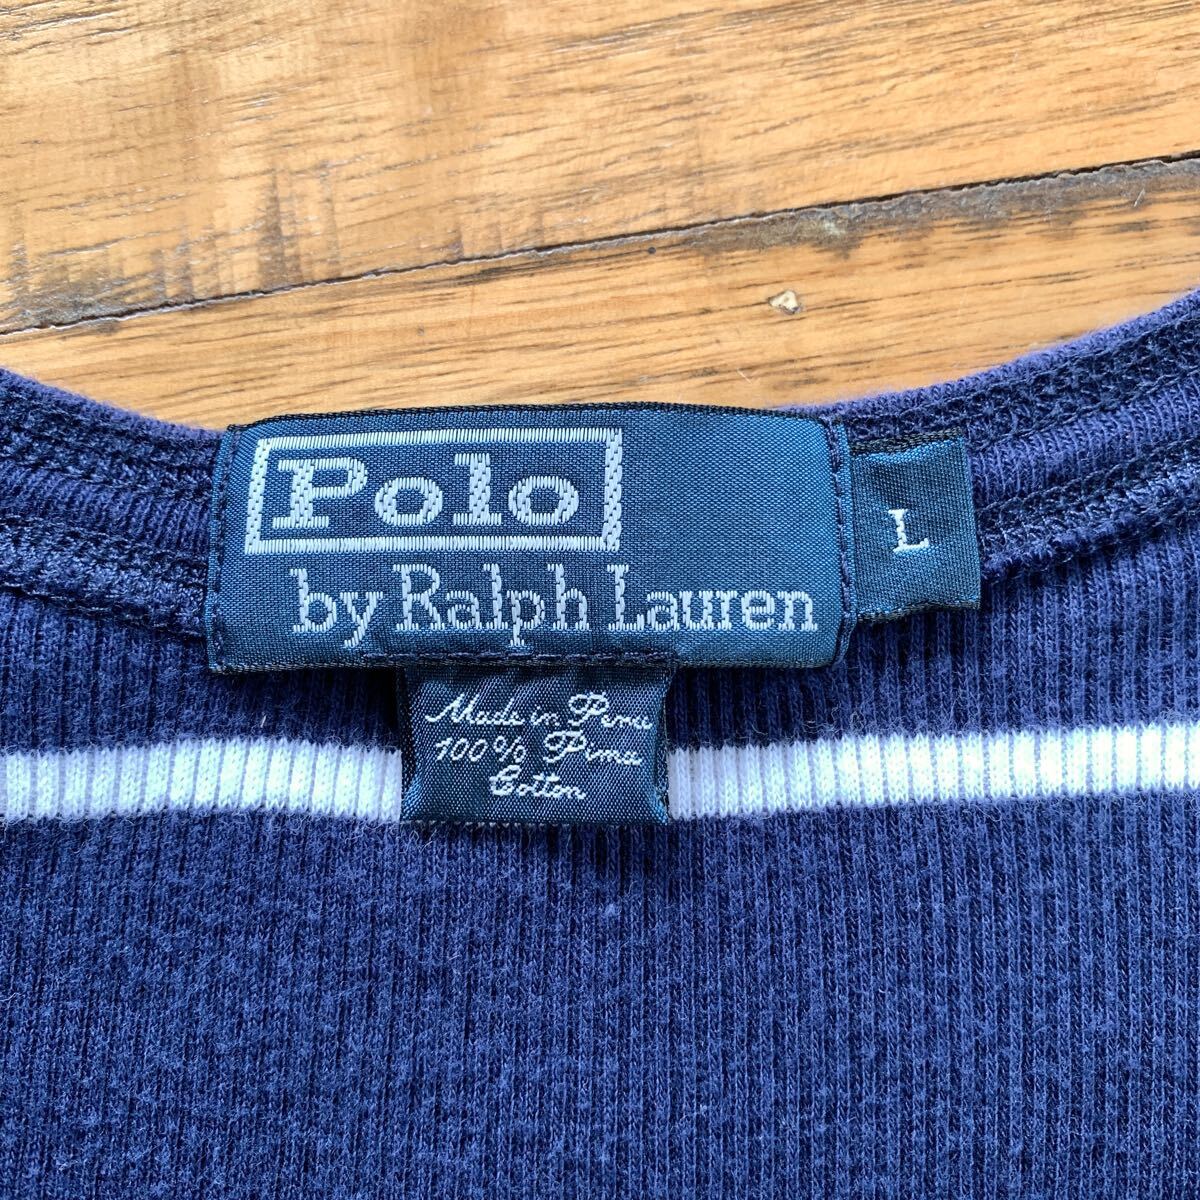 Polo
by Ralph Lauren
L
Made in Peru
100% Pima
Cotton